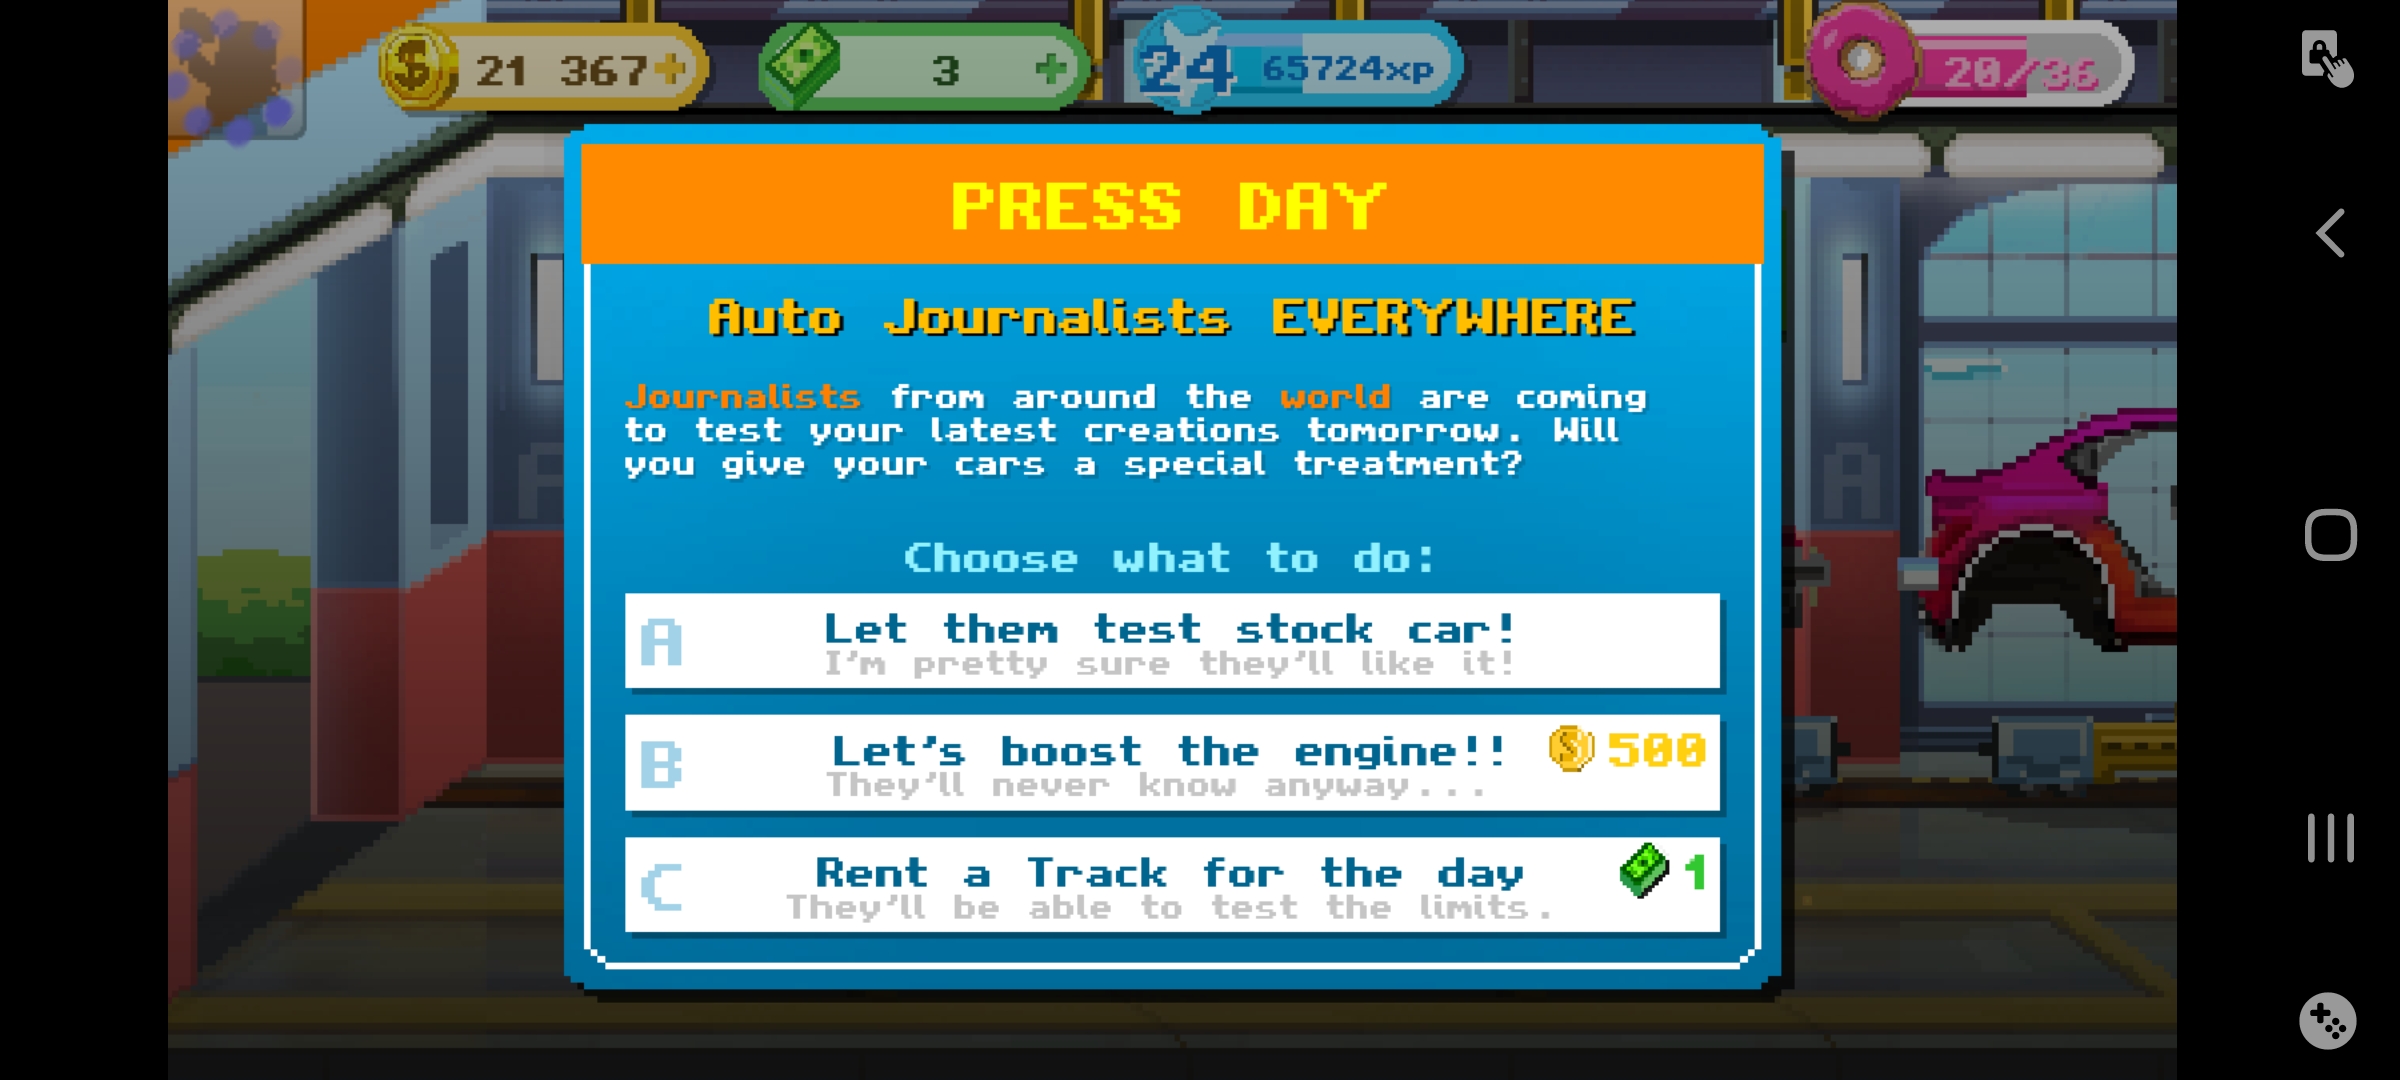 21 367
3
24 65724xp
20/36
PRESS DAY
Auto Journalists EVERYWHERE
Journalists from around the world are coming
to test your latest creations tomorrow. Will
you give your cars a special treatment?
Choose what to do:
A Let them test stock car!
I'm pretty sure they'll like it!
B Let's boost the engine!! 500
They'll never know anyway...
C Rent a Track for the day 1
They'll be able to test the limits.
A
A